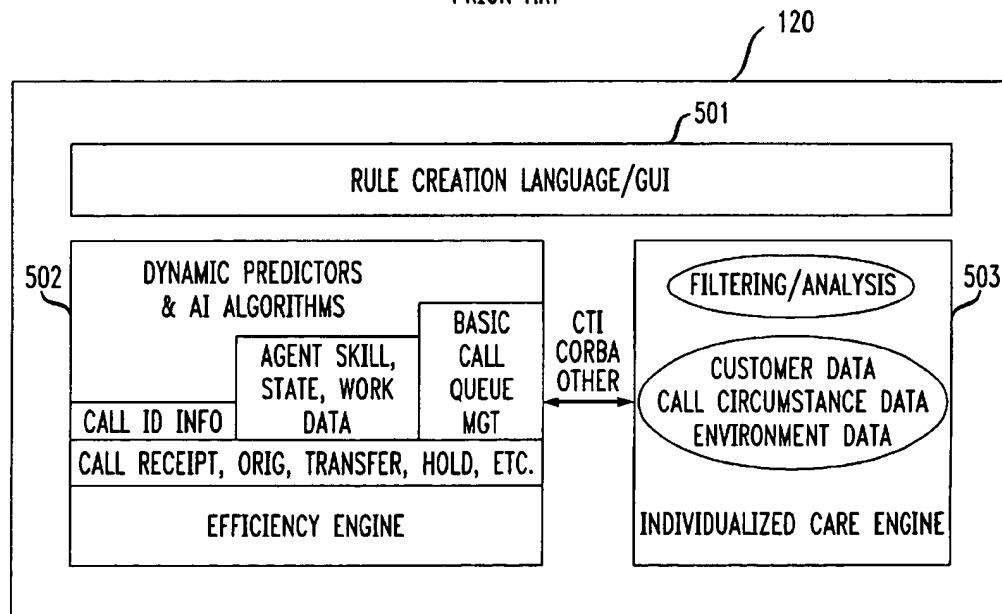 120
501
RULE CREATION LANGUAGE/GUI
502
DYNAMIC PREDICTORS
& AI ALGORITHMS
BASIC
CALL
QUEUE
MGT
AGENT SKILL,
STATE, WORK
DATA
CALL ID INFO
CALL RECEIPT, ORIG, TRANSFER, HOLD, ETC.
EFFICIENCY ENGINE
CTI
CORBA
OTHER
503
FILTERING/ANALYSIS
CUSTOMER DATA
CALL CIRCUMSTANCE DATA
ENVIRONMENT DATA
INDIVIDUALIZED CARE ENGINE